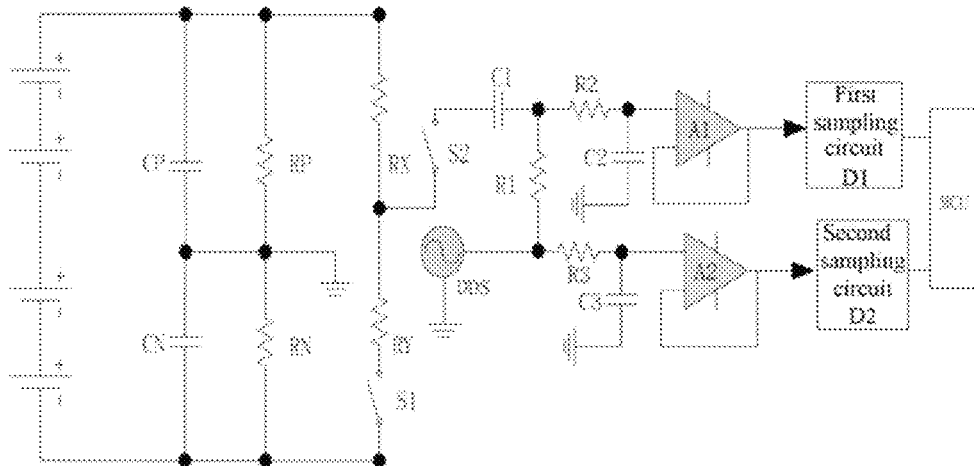 C1
R2
A1
First
sampling
circuit
D1
CP
RP
RX
S2
R1
C2
MCU
DDS
R3
A2
C3
Second
sampling
circuit
D2
CN
RN
RY
S1